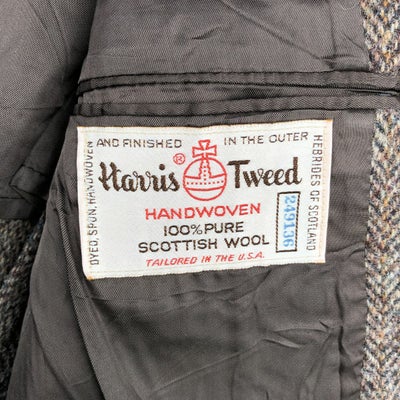 DYED, SPUN, HANDWOVEN
AND FINISHED IN THE OUTER
HEBRIDES OF SCOTLAND
Harris ® Tweed
HANDWOVEN
100% PURE
SCOTTISH WOOL
TAILORED IN THE U.S.A.
249136